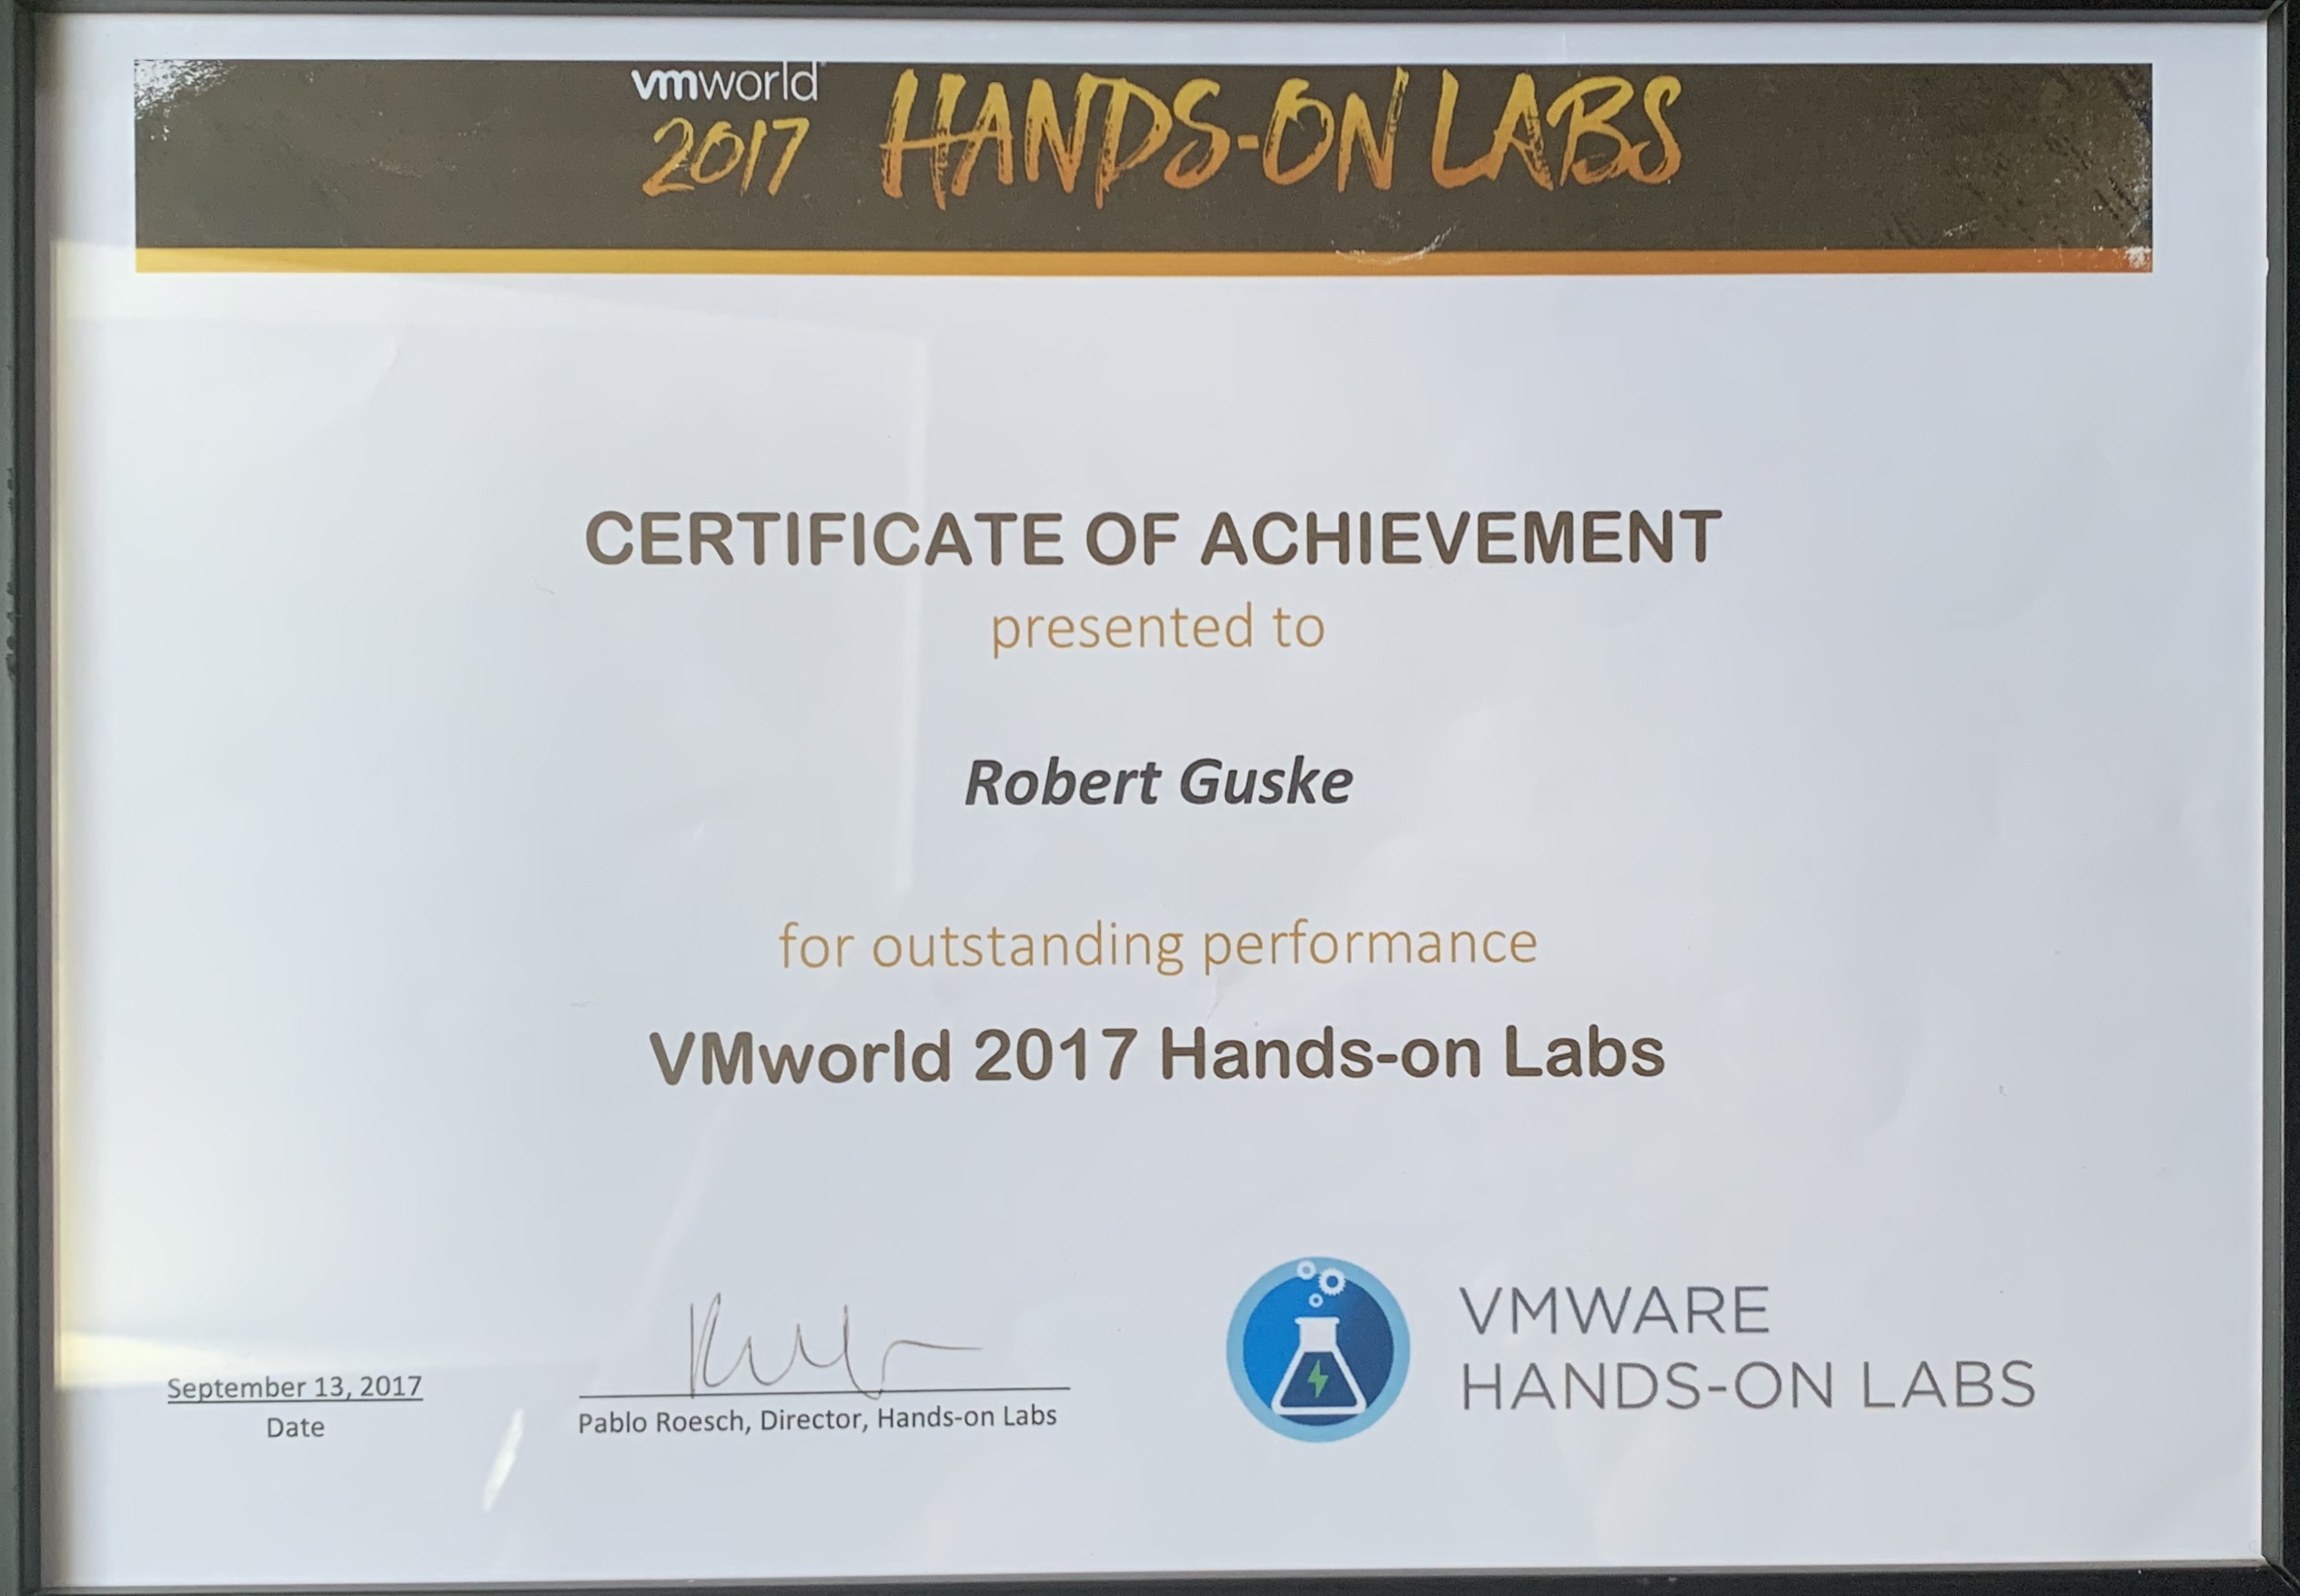 vmworld
2017
HANDS-ON LABS
CERTIFICATE OF ACHIEVEMENT
presented to
Robert Guske
for outstanding performance
VMworld 2017 Hands-on Labs
September 13, 2017
Date
Pablo Roesch, Director, Hands-on Labs
VMWARE
HANDS-ON LABS